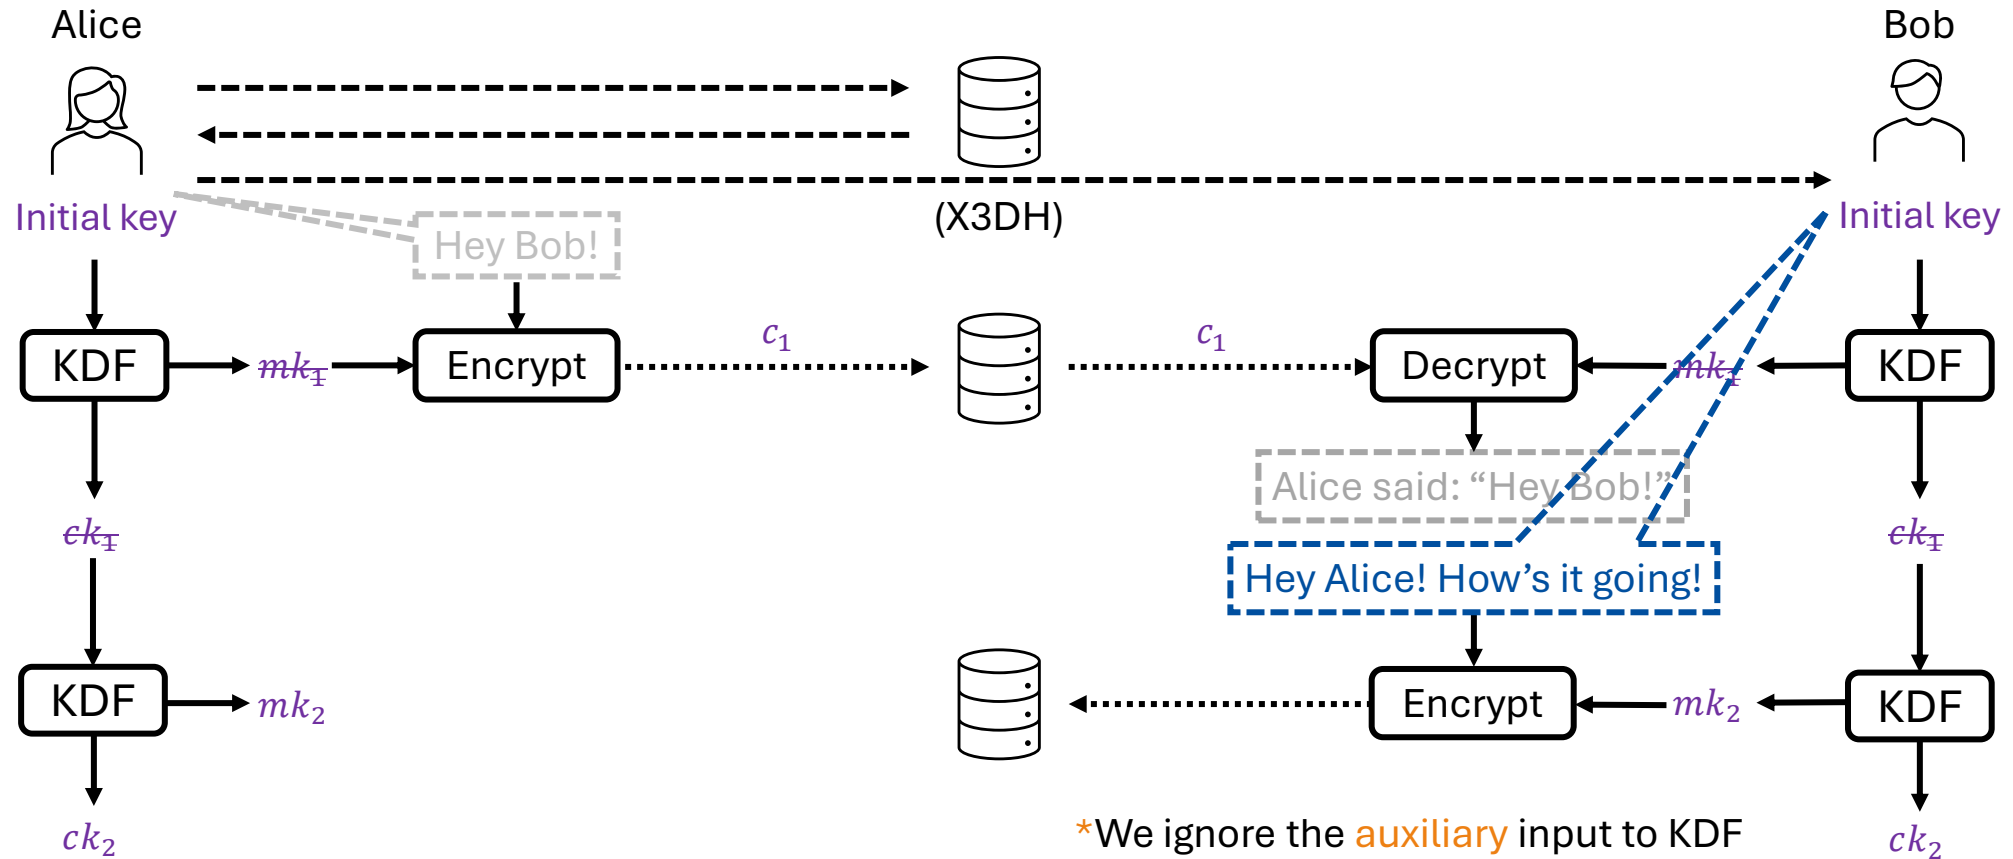 Alice
Bob
Initial key
(X3DH)
Initial key
Hey Bob!
KDF
mk₁
Encrypt
c₁
c₁
Decrypt
mk₁
KDF
Alice said: “Hey Bob!”
ck₁
ck₁
Hey Alice! How’s it going!
KDF
mk₂
Encrypt
mk₂
KDF
ck₂
*We ignore the auxiliary input to KDF
ck₂